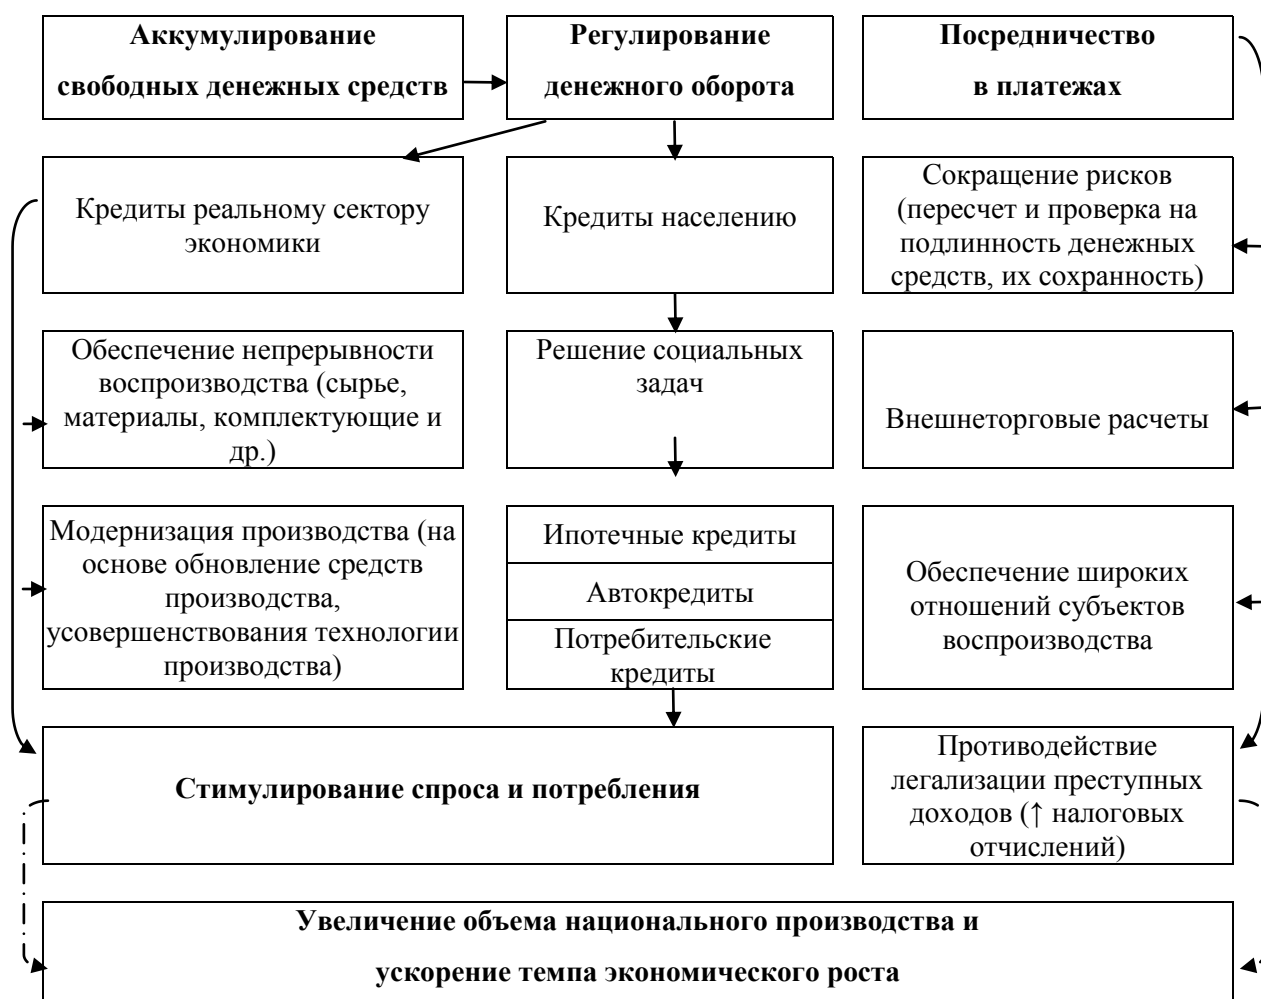 Аккумулирование
свободных денежных средств
Регулирование
денежного оборота
Посредничество
в платежах
Кредиты реальному сектору
экономики
Кредиты населению
Сокращение рисков
(пересчет и проверка на
подлинность денежных
средств, их сохранность)
Обеспечение непрерывности
воспроизводства (сырье,
материалы, комплектующие и
др.)
Решение социальных
задач
Внешнеторговые расчеты
Модернизация производства (на
основе обновление средств
производства,
усовершенствования технологии
производства)
Ипотечные кредиты
Автокредиты
Потребительские
кредиты
Обеспечение широких
отношений субъектов
воспроизводства
Стимулирование спроса и потребления
Противодействие
легализации преступных
доходов (↑ налоговых
отчислений)
Увеличение объема национального производства и
ускорение темпа экономического роста